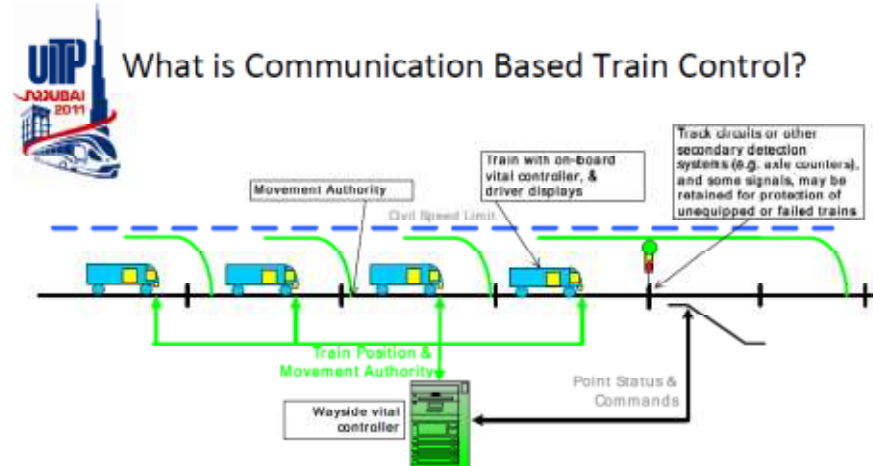 UITP
DUBAI
2011
What is Communication Based Train Control?
Movement Authority
Train with on-board
vital controller, &
driver displays
Track circuits or other
secondary detection
systems (e.g. axle counters),
and some signals, may be
retained for protection of
unequipped or failed trains
Civil Speed Limit
Train Position &
Movement Authority
Point Status &
Commands
Wayside vital
controller